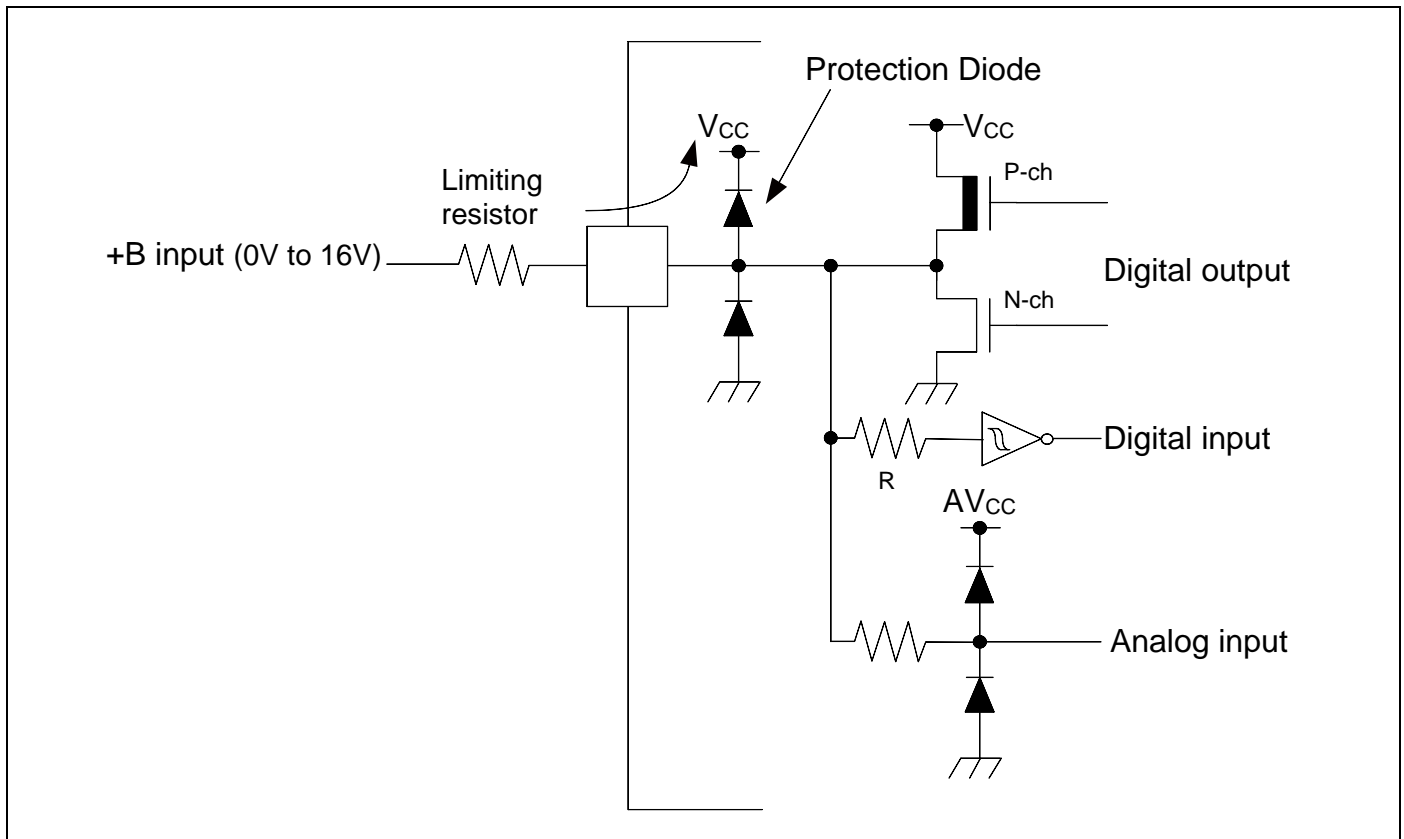 Protection Diode
VCC
VCC
P-ch
Limiting
resistor
+B input (0V to 16V)
Digital output
N-ch
Digital input
R
AVCC
Analog input